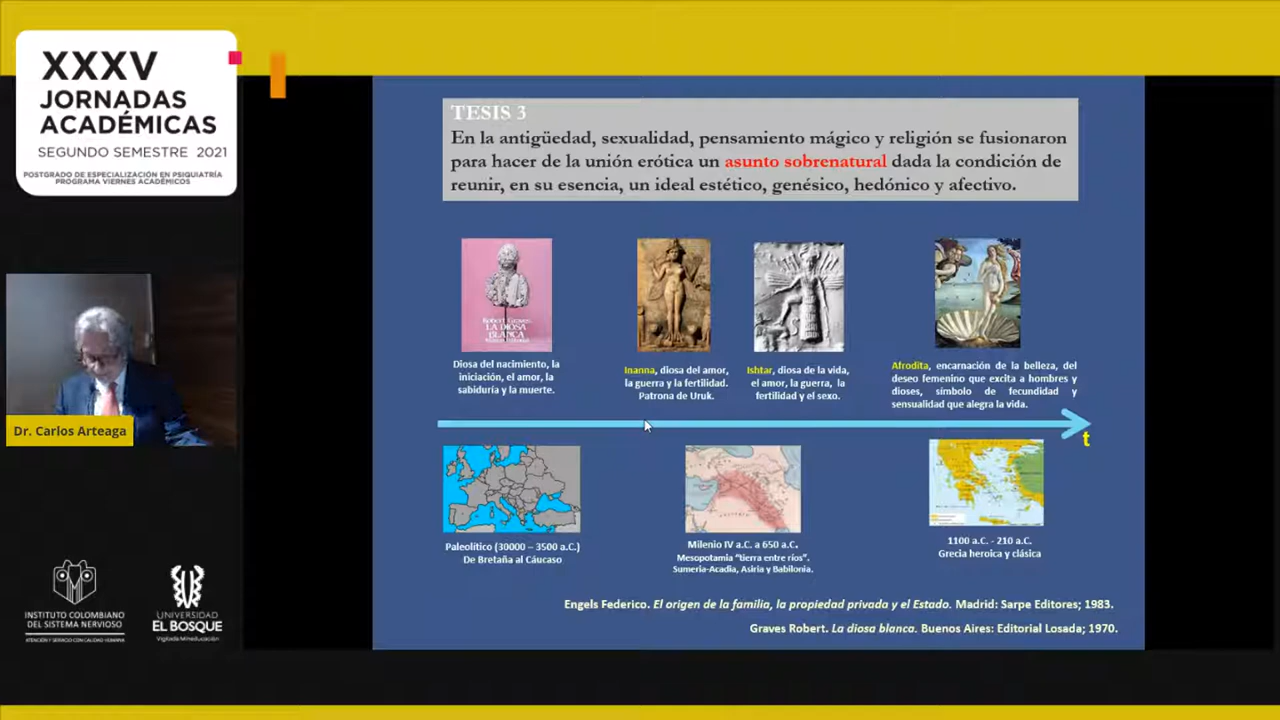 XXXV
JORNADAS
ACADÉMICAS
SEGUNDO SEMESTRE 2021
POSTGRADO DE ESPECIALIZACIÓN EN PSIQUIATRÍA
PROGRAMA VIERNES ACADÉMICOS
TESIS 3
En la antigüedad, sexualidad, pensamiento mágico y religión se fusionaron
para hacer de la unión erótica un asunto sobrenatural dada la condición de
reunir, en su esencia, un ideal estético, genésico, hedónico y afectivo.
Robert Graves
LA DIOSA
BLANCA
Diosa del nacimiento, la
iniciación, el amor, la
sabiduría y la muerte.
Inanna, diosa del amor,
la guerra y la fertilidad.
Patrona de Uruk.
Ishtar, diosa de la vida,
el amor, la guerra, la
fertilidad y el sexo.
Afrodita, encarnación de la belleza, del
deseo femenino que excita a hombres y
dioses, símbolo de fecundidad y
sensualidad que alegra la vida.
t
Paleolítico (30000 – 3500 a.C.)
De Bretaña al Cáucaso
Milenio IV a.C. a 650 a.C.
Mesopotamia “tierra entre ríos”.
Sumeria-Acadia, Asiria y Babilonia.
1100 a.C. - 210 a.C.
Grecia heroica y clásica
Engels Federico. El origen de la familia, la propiedad privada y el Estado. Madrid: Sarpe Editores; 1983.
Graves Robert. La diosa blanca. Buenos Aires: Editorial Losada; 1970.
Dr. Carlos Arteaga
INSTITUTO COLOMBIANO
DEL SISTEMA NERVIOSO
ATENCIÓN Y SERVICIO CON CALIDAD HUMANA
UNIVERSIDAD
EL BOSQUE
Vigilada Mineducación